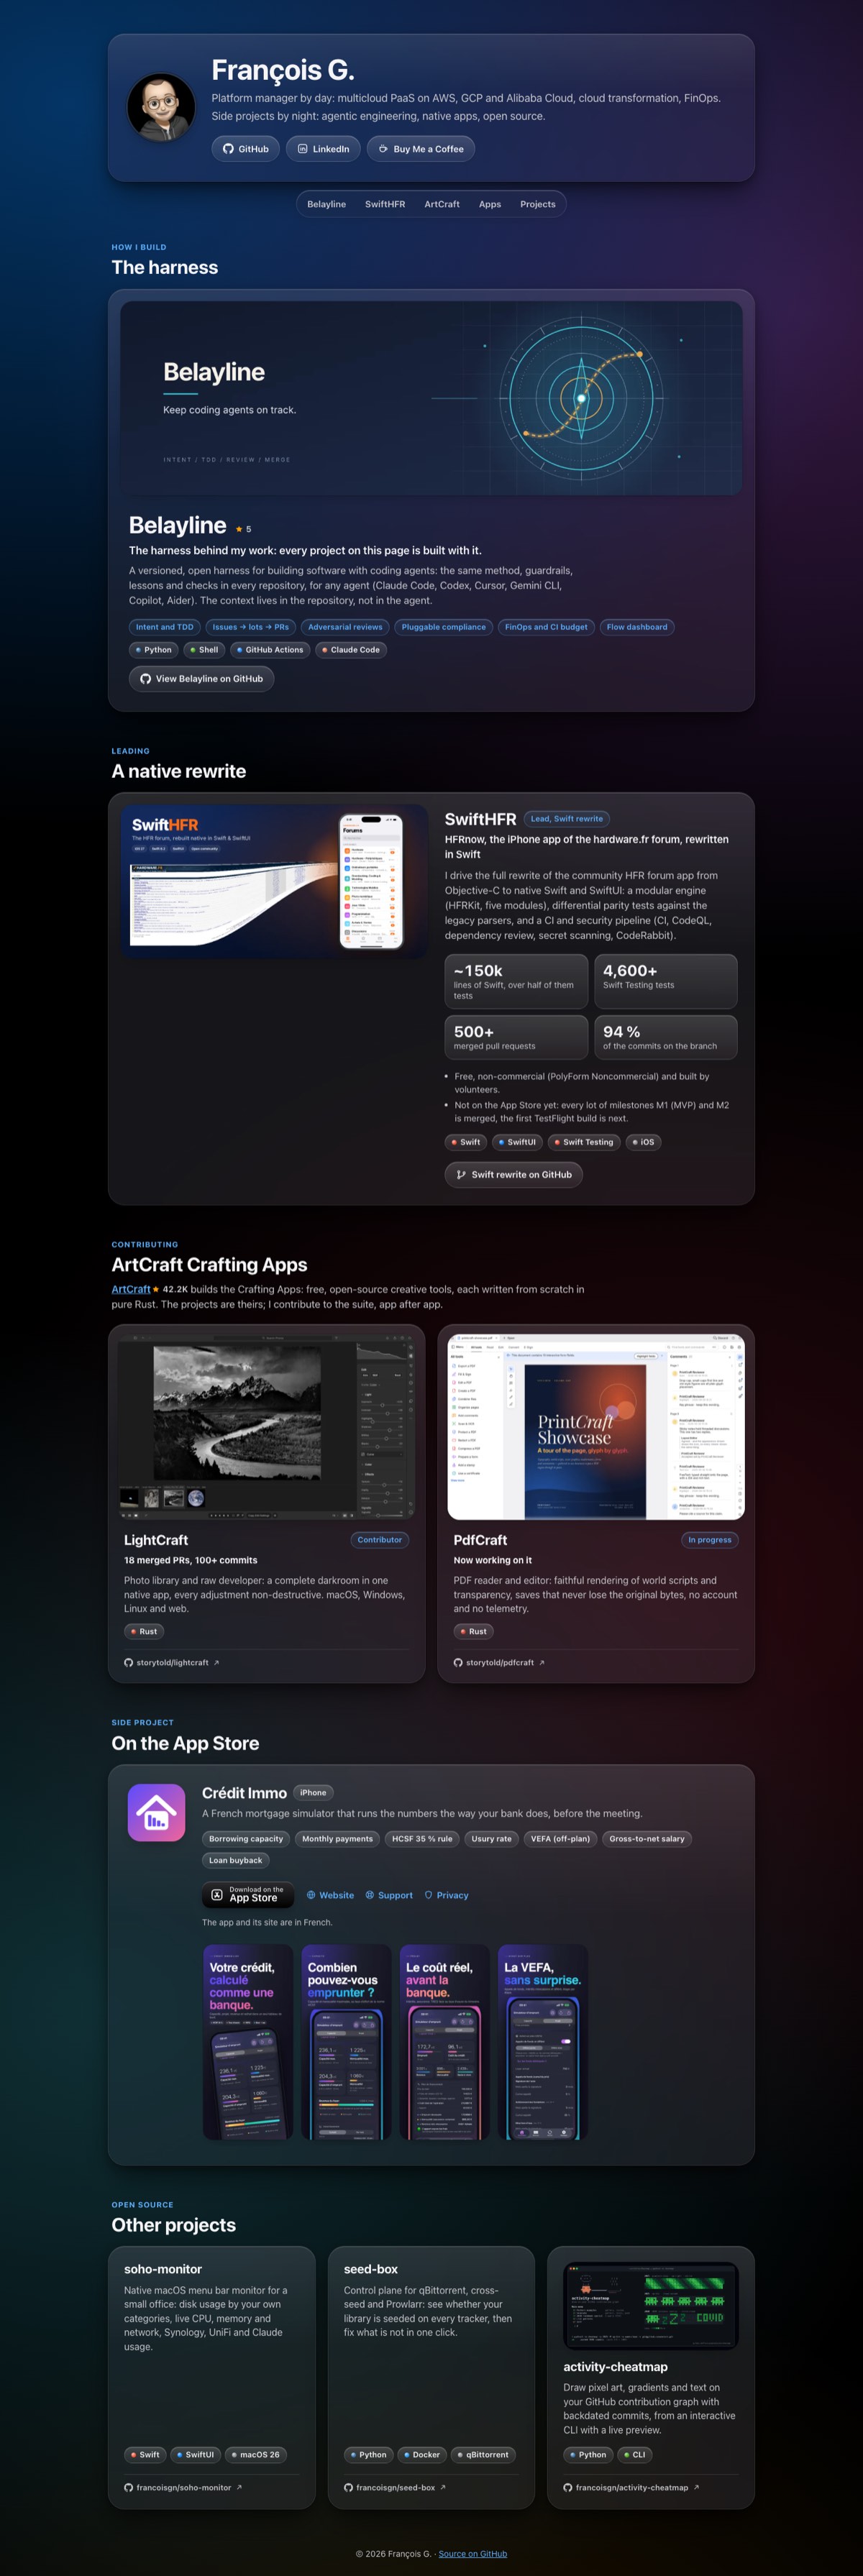 François G.
Platform manager by day: multicloud PaaS on AWS, GCP and Alibaba Cloud, cloud transformation, FinOps.
Side projects by night: agentic engineering, native apps, open source.
GitHub
LinkedIn
Buy Me a Coffee
Belayline
SwiftHFR
ArtCraft
Apps
Projects
HOW I BUILD
The harness
Belayline
Keep coding agents on track.
INTENT / TDD / REVIEW / MERGE
Belayline ★ 5
The harness behind my work: every project on this page is built with it.
A versioned, open harness for building software with coding agents: the same method, guardrails,
lessons and checks in every repository, for any agent (Claude Code, Codex, Cursor, Gemini CLI,
Copilot, Aider). The context lives in the repository, not in the agent.
Intent and TDD
Issues → lots → PRs
Adversarial reviews
Pluggable compliance
FinOps and CI budget
Flow dashboard
Python
Shell
GitHub Actions
Claude Code
View Belayline on GitHub
LEADING
A native rewrite
SwiftHFR
The HFR forum, rebuilt native in Swift & SwiftUI
Forums
SwiftHFR
Lead, Swift rewrite
HFRnow, the iPhone app of the hardware.fr forum, rewritten
in Swift
I drive the full rewrite of the community HFR forum app from
Objective-C to native Swift and SwiftUI: a modular engine
(HFRKit, five modules), differential parity tests against the
legacy parsers, and a CI and security pipeline (CI, CodeQL,
dependency review, secret scanning, CodeRabbit).
~150k
lines of Swift, over half of them
tests
4,600+
Swift Testing tests
500+
merged pull requests
94 %
of the commits on the branch
• Free, non-commercial (PolyForm Noncommercial) and built by
volunteers.
• Not on the App Store yet: every lot of milestones M1 (MVP) and M2
is merged, the first TestFlight build is next.
Swift
SwiftUI
Swift Testing
iOS
Swift rewrite on GitHub
CONTRIBUTING
ArtCraft Crafting Apps
ArtCraft ★ 42.2K builds the Crafting Apps: free, open-source creative tools, each written from scratch in
pure Rust. The projects are theirs; I contribute to the suite, app after app.
PrintCraft
Showcase
A tour of the page, glyph by glyph.
LightCraft
Contributor
18 merged PRs, 100+ commits
Photo library and raw developer: a complete darkroom in one
native app, every adjustment non-destructive. macOS, Windows,
Linux and web.
Rust
storytold/lightcraft ↗
PdfCraft
In progress
Now working on it
PDF reader and editor: faithful rendering of world scripts and
transparency, saves that never lose the original bytes, no account
and no telemetry.
Rust
storytold/pdfcraft ↗
SIDE PROJECT
On the App Store
Crédit Immo
iPhone
A French mortgage simulator that runs the numbers the way your bank does, before the meeting.
Borrowing capacity
Monthly payments
HCSF 35 % rule
Usury rate
VEFA (off-plan)
Gross-to-net salary
Loan buyback
Download on the
App Store
Website
Support
Privacy
The app and its site are in French.
Votre crédit,
calculé
comme une
banque.
Combien
pouvez-vous
emprunter ?
Le coût réel,
avant la
banque.
La VEFA,
sans surprise.
OPEN SOURCE
Other projects
soho-monitor
Native macOS menu bar monitor for a
small office: disk usage by your own
categories, live CPU, memory and
network, Synology, UniFi and Claude
usage.
Swift
SwiftUI
macOS 26
francoisgn/soho-monitor ↗
seed-box
Control plane for qBittorrent, cross-
seed and Prowlarr: see whether your
library is seeded on every tracker, then
fix what is not in one click.
Python
Docker
qBittorrent
francoisgn/seed-box ↗
activity-cheatmap
COVID
activity-cheatmap
Draw pixel art, gradients and text on
your GitHub contribution graph with
backdated commits, from an interactive
CLI with a live preview.
Python
CLI
francoisgn/activity-cheatmap ↗
© 2026 François G. · Source on GitHub